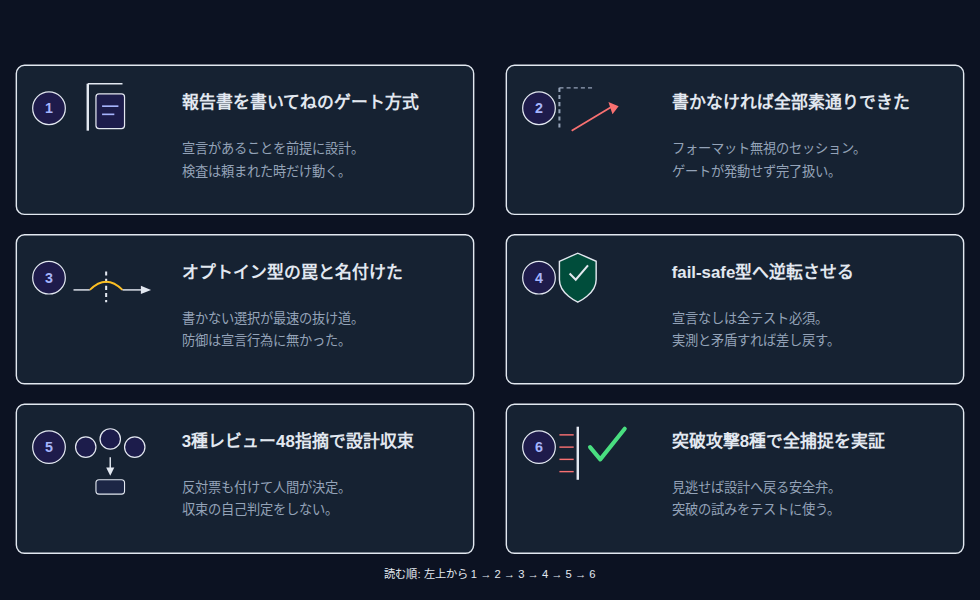 1
報告書を書いてねのゲート方式
宣言があることを前提に設計。
検査は頼まれた時だけ動く。
2
書かなければ全部素通りできた
フォーマット無視のセッション。
ゲートが発動せず完了扱い。
3
オプトイン型の罠と名付けた
書かない選択が最速の抜け道。
防御は宣言行為に無かった。
4
fail-safe型へ逆転させる
宣言なしは全テスト必須。
実測と矛盾すれば差し戻す。
5
3種レビュー48指摘で設計収束
反対票も付けて人間が決定。
収束の自己判定をしない。
6
突破攻撃8種で全捕捉を実証
見逃せば設計へ戻る安全弁。
突破の試みをテストに使う。
読む順: 左上から 1 → 2 → 3 → 4 → 5 → 6